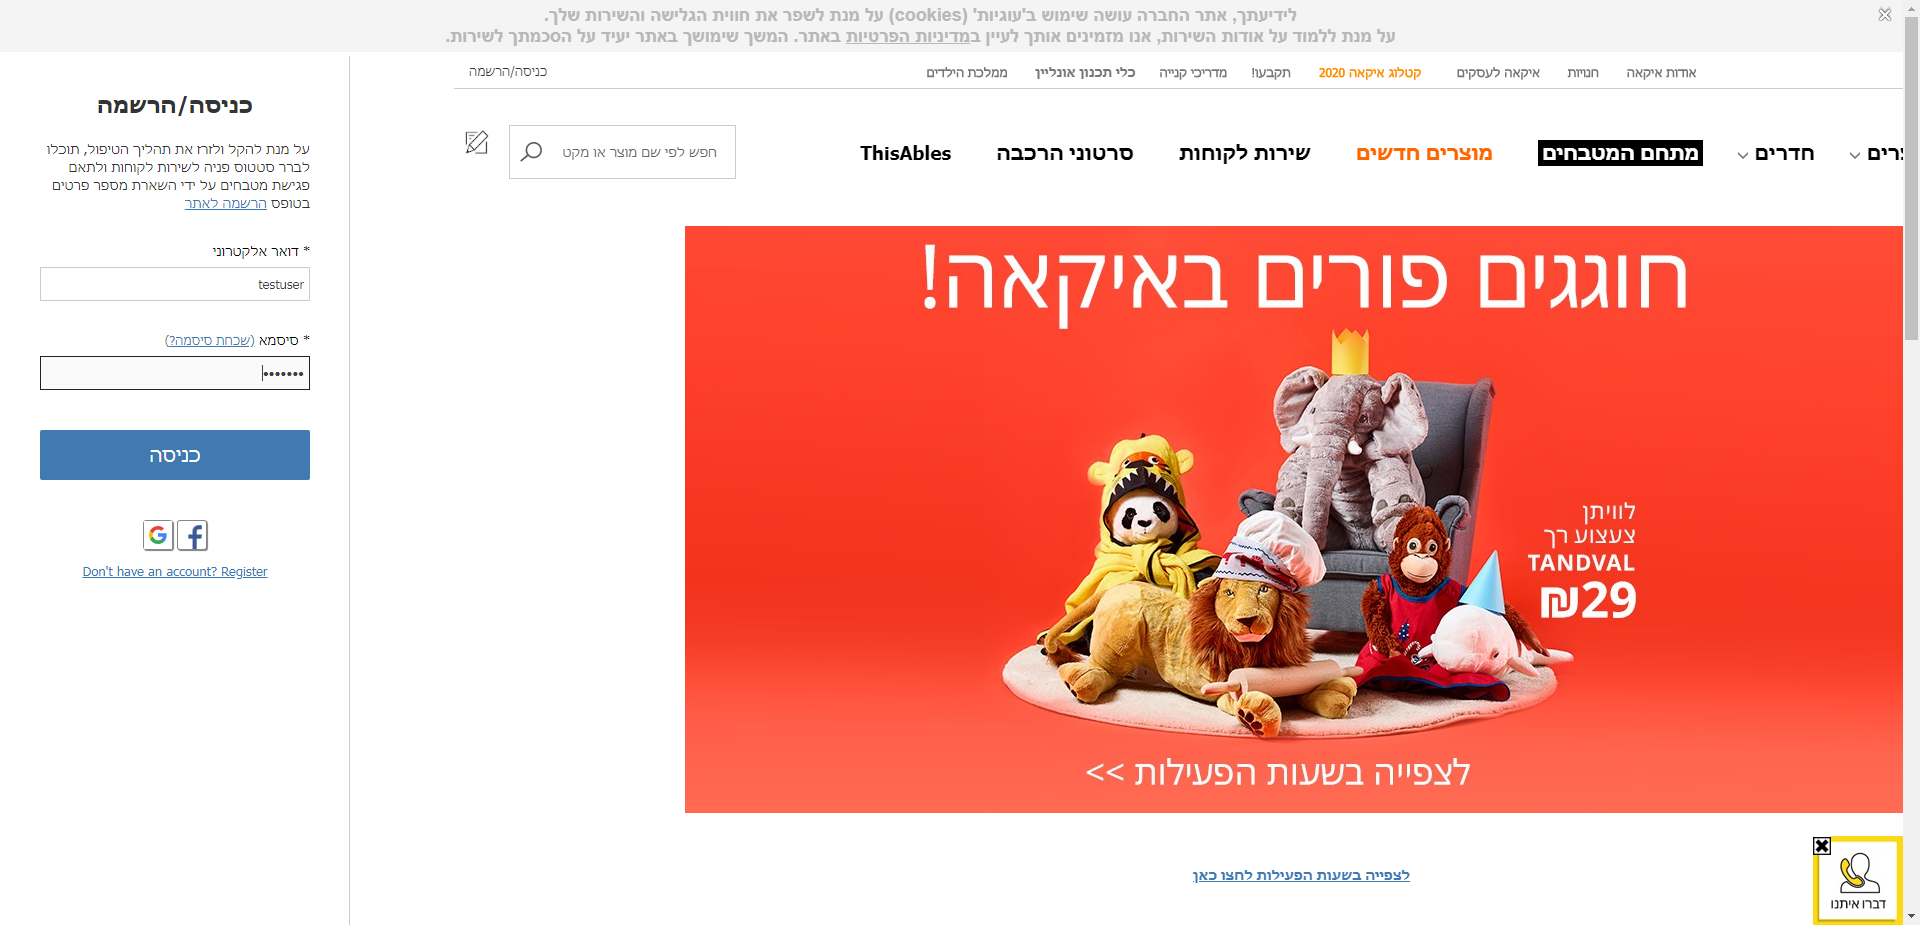 לידיעתך, אתר החברה עושה שימוש ב'עוגיות' (cookies) על מנת לשפר את חווית הגלישה והשירות שלך.
על מנת ללמוד על אודות השירות, אנו מזמינים אותך לעיין במדיניות הפרטיות באתר. המשך שימושך באתר יעיד על הסכמתך לשירות.
אודות איקאה
חנויות
איקאה לעסקים
קטלוג איקאה 2020
תקבעו!
מדריכי קנייה
כלי תכנון אונליין
ממלכת הילדים
כניסה/הרשמה
חדרים
מתחם המטבחים
מוצרים חדשים
שירות לקוחות
סרטוני הרכבה
ThisAbles
חפש לפי שם מוצר או מקט
חוגגים פורים באיקאה!
לוויתן
צעצוע רך
TANDVAL
₪29
לצפייה בשעות הפעילות >>
לצפייה בשעות הפעילות לחצו כאן
דברו איתנו
כניסה/הרשמה
על מנת להקל ולזרז את תהליך הטיפול, תוכלו
לברר סטטוס פניה לשירות לקוחות ולתאם
פגישת מטבחים על ידי השארת מספר פרטים
בטופס הרשמה לאתר
* דואר אלקטרוני
testuser
* סיסמא (שכחת סיסמה?)
•••••••
כניסה
Don't have an account? Register